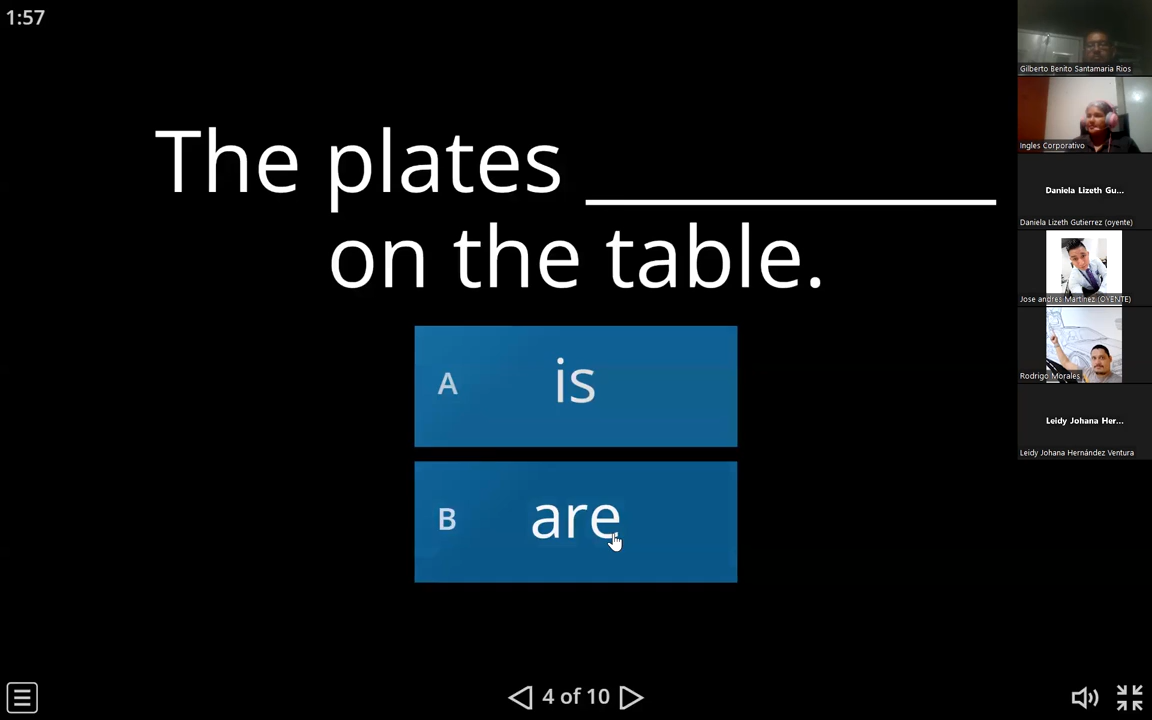 1:57
The plates ____________
on the table.
A is
B are
4 of 10
Gilberto Benito Santamaria Rios
Ingles Corporativo
Daniela Lizeth Gu...
Daniela Lizeth Gutierrez (oyente)
Jose andres Martinez (OYENTE)
Rodrigo Morales
Leidy Johana Her...
Leidy Johana Hernández Ventura